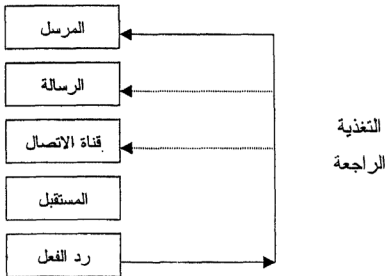 المرسل
الرسالة
قناة الاتصال
المستقبل
رد الفعل
التغذية
الراجعة